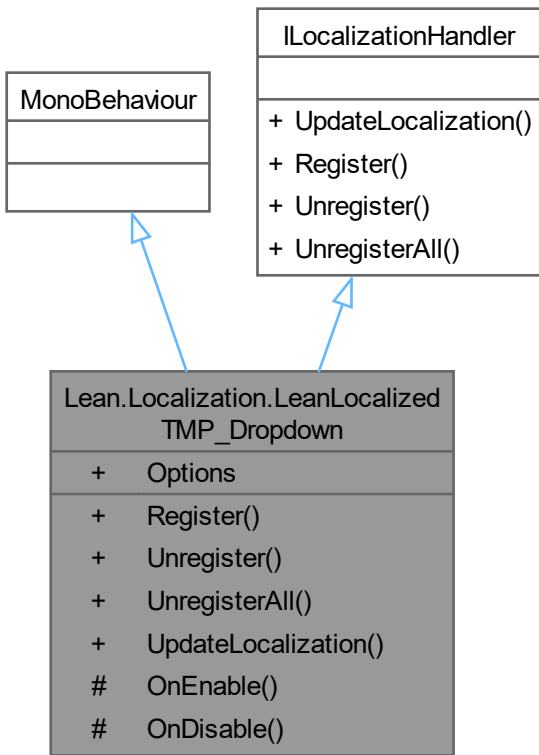 ILocalizationHandler
+ UpdateLocalization()
+ Register()
+ Unregister()
+ UnregisterAll()
MonoBehaviour
Lean.Localization.LeanLocalized
TMP_Dropdown
+ Options
+ Register()
+ Unregister()
+ UnregisterAll()
+ UpdateLocalization()
# OnEnable()
# OnDisable()